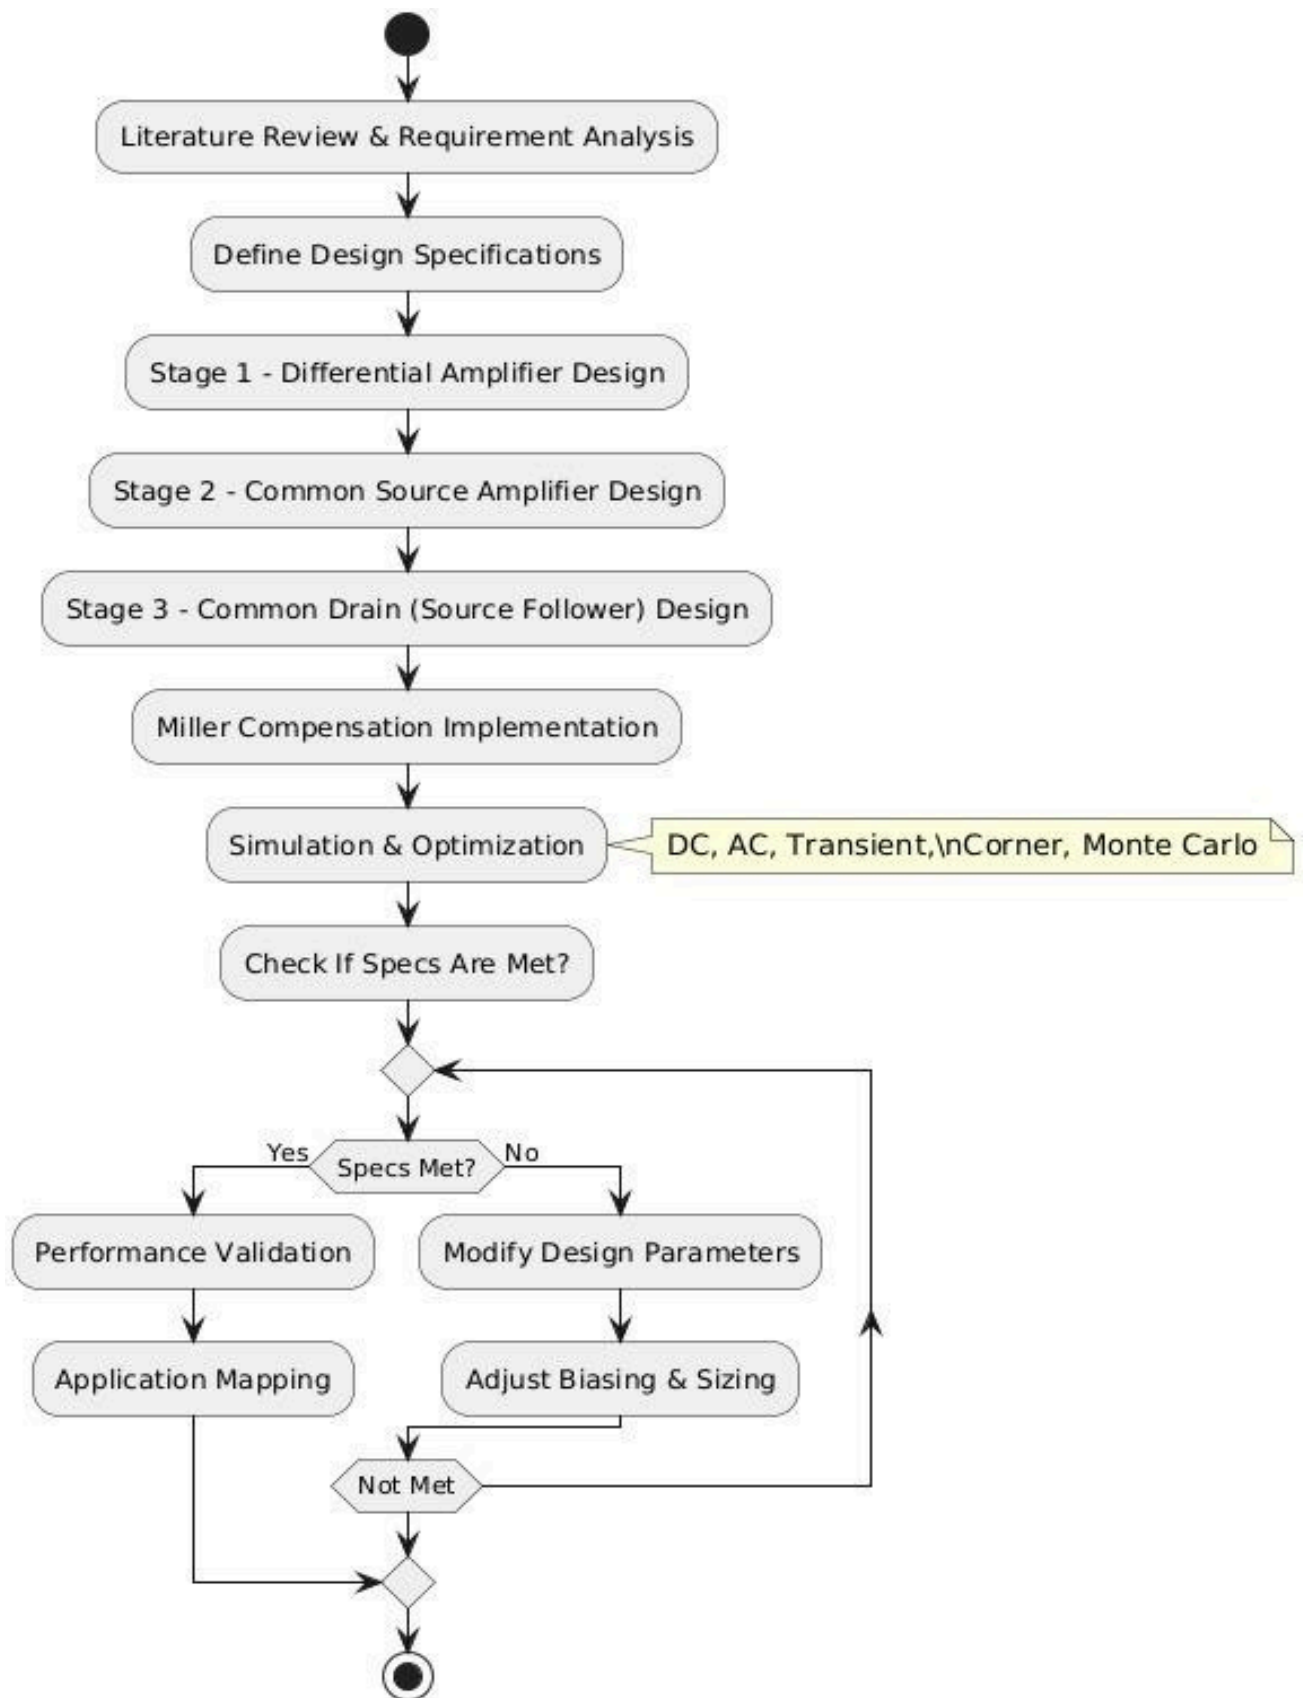 Literature Review & Requirement Analysis
Define Design Specifications
Stage 1 - Differential Amplifier Design
Stage 2 - Common Source Amplifier Design
Stage 3 - Common Drain (Source Follower) Design
Miller Compensation Implementation
Simulation & Optimization
DC, AC, Transient,\nCorner, Monte Carlo
Check If Specs Are Met?
Yes
Specs Met?
No
Performance Validation
Modify Design Parameters
Application Mapping
Adjust Biasing & Sizing
Not Met